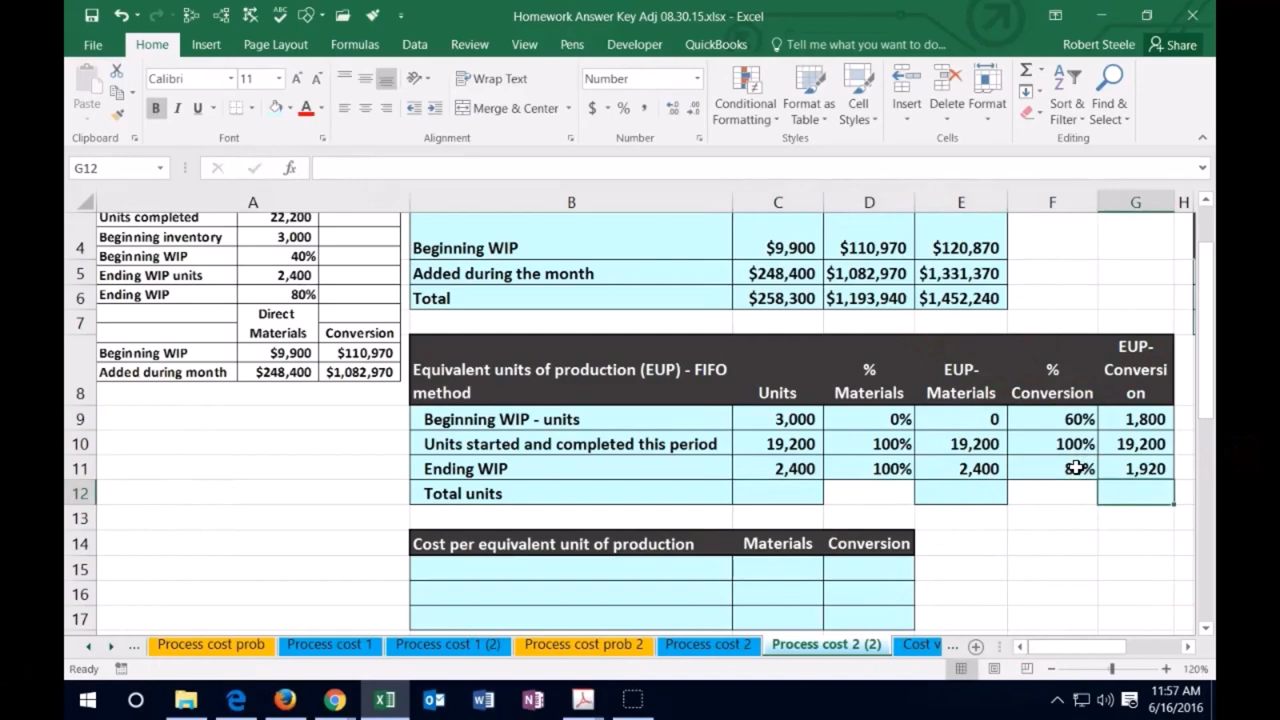 Homework Answer Key Adj 08.30.15.xlsx - Excel
File Home Insert Page Layout Formulas Data Review View Pens Developer QuickBooks Tell me what you want to do... Robert Steele Share
Paste
Calibri 11 A A
B I U A
Wrap Text
Merge & Center
Number
$ % ,
Conditional Formatting
Format as Table
Cell Styles
Insert Delete Format
Sort & Filter
Find & Select
Clipboard Font Alignment Number Styles Cells Editing
G12 fx
A B C D E F G H
Units completed 22,200
Beginning inventory 3,000
Beginning WIP 40%
Ending WIP units 2,400
Ending WIP 80%
Direct
Materials Conversion
Beginning WIP $9,900 $110,970
Added during month $248,400 $1,082,970
4 Beginning WIP $9,900 $110,970 $120,870
5 Added during the month $248,400 $1,082,970 $1,331,370
6 Total $258,300 $1,193,940 $1,452,240
7
8 Equivalent units of production (EUP) - FIFO method Units % Materials EUP- Materials % Conversion EUP- Conversi on
9 Beginning WIP - units 3,000 0% 0 60% 1,800
10 Units started and completed this period 19,200 100% 19,200 100% 19,200
11 Ending WIP 2,400 100% 2,400 1,920
12 Total units
13
14 Cost per equivalent unit of production Materials Conversion
15
16
17
... Process cost prob Process cost 1 Process cost 1 (2) Process cost prob 2 Process cost 2 Process cost 2 (2) Cost v ...
Ready 120%
11:57 AM
6/16/2016